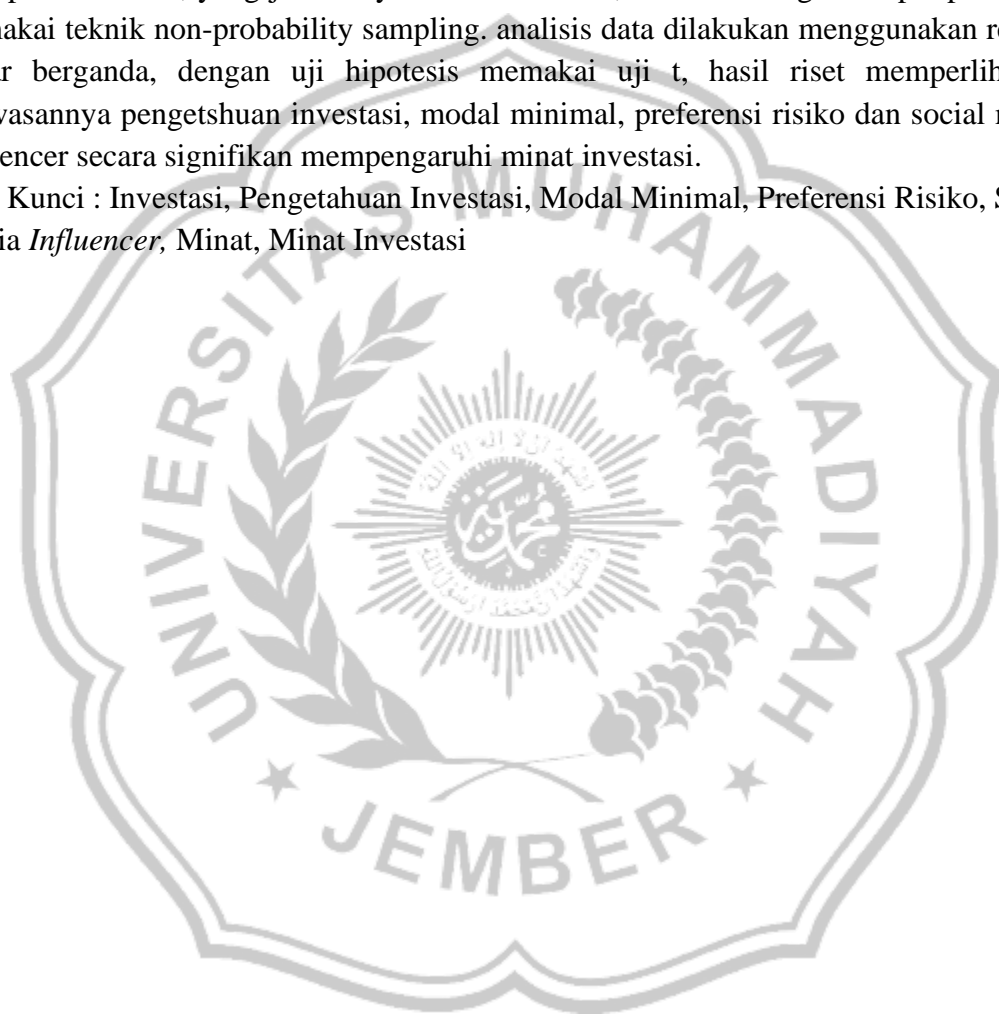 akai teknik non-probability sampling. analisis data dilakukan menggunakan re
r berganda, dengan uji hipotesis memakai uji t, hasil riset memperlih
vasannya pengetshuan investasi, modal minimal, preferensi risiko dan social
encer secara signifikan mempengaruhi minat investasi.
Kunci : Investasi, Pengetahuan Investasi, Modal Minimal, Preferensi Risiko, S
ia Influencer, Minat, Minat Investasi
UNIVERSITAS MUHAMMADIYAH
JEMBER